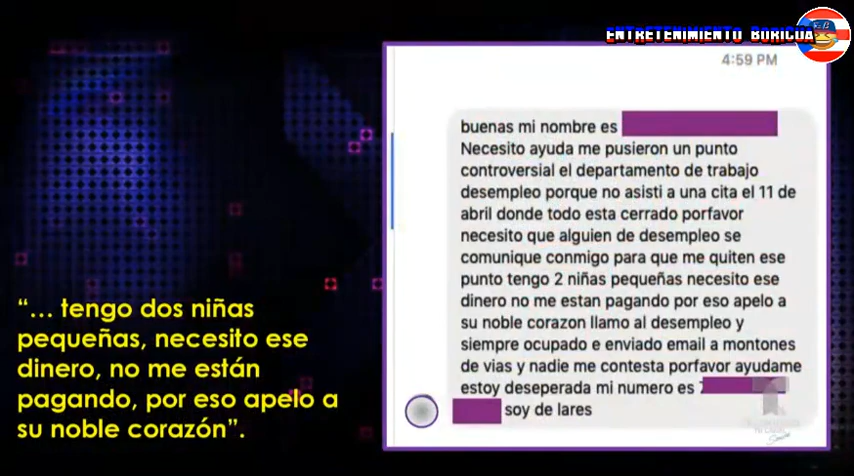 ENTRETENIMIENTO BORICUA
4:59 PM
buenas mi nombre es
Necesito ayuda me pusieron un punto
controversial el departamento de trabajo
desempleo porque no asisti a una cita el 11 de
abril donde todo esta cerrado porfavor
necesito que alguien de desempleo se
comunique conmigo para que me quiten ese
punto tengo 2 niñas pequeñas necesito ese
dinero no me estan pagando por eso apelo a
su noble corazon llamo al desempleo y
siempre ocupado e enviado email a montones
de vias y nadie me contesta porfavor ayudame
estoy deseperada mi numero es
soy de lares
“... tengo dos niñas
pequeñas, necesito ese
dinero, no me están
pagando, por eso apelo a
su noble corazón”.